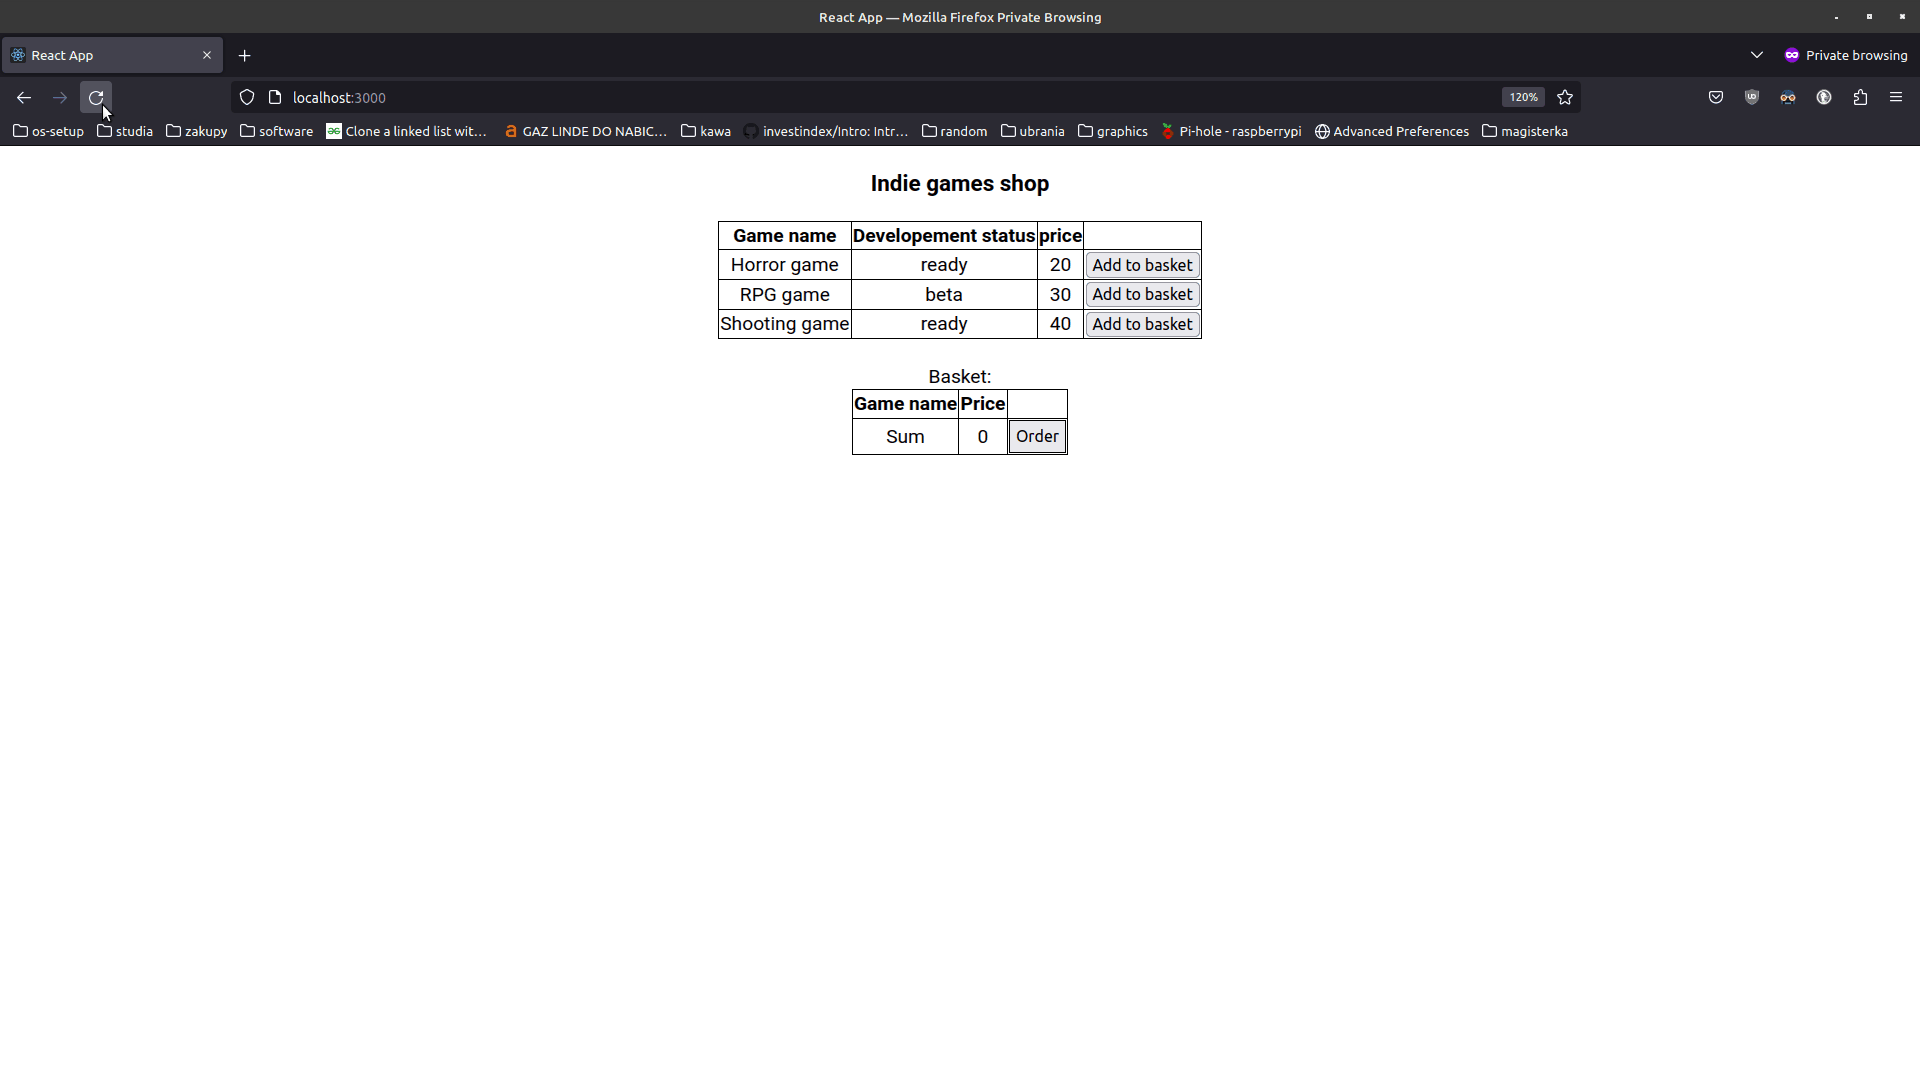 React App — Mozilla Firefox Private Browsing
React App
Private browsing
localhost:3000
120%
os-setup studia zakupy software Clone a linked list wit... GAZ LINDE DO NABIC... kawa investindex/Intro: Intr... random ubrania graphics Pi-hole - raspberrypi Advanced Preferences magisterka
Indie games shop
Game name Developement status price
Horror game ready 20 Add to basket
RPG game beta 30 Add to basket
Shooting game ready 40 Add to basket
Basket:
Game name Price
Sum 0 Order